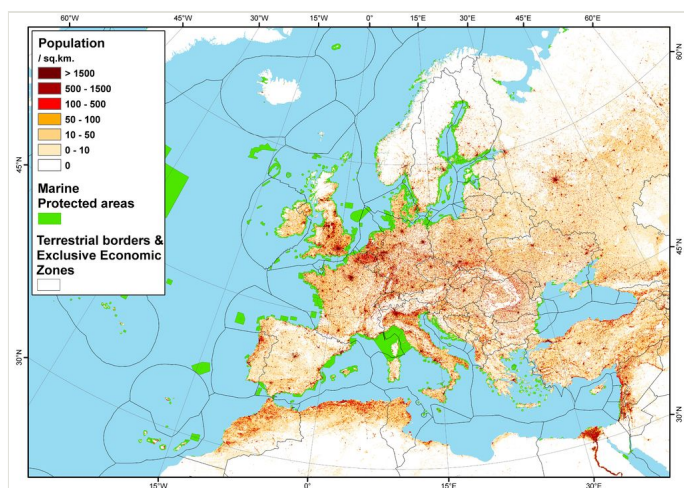 45°W 40°W 30°W 15°W 0° 15°E 30°E 45°E 60°E
Population
/ sq.km.
> 1500
500 - 1500
100 - 500
50 - 100
10 - 50
0 - 10
0
Marine
Protected areas
Terrestrial borders &
Exclusive Economic
Zones
60°N
45°N
45°N
30°N
30°N
15°W 0° 15°E 30°E